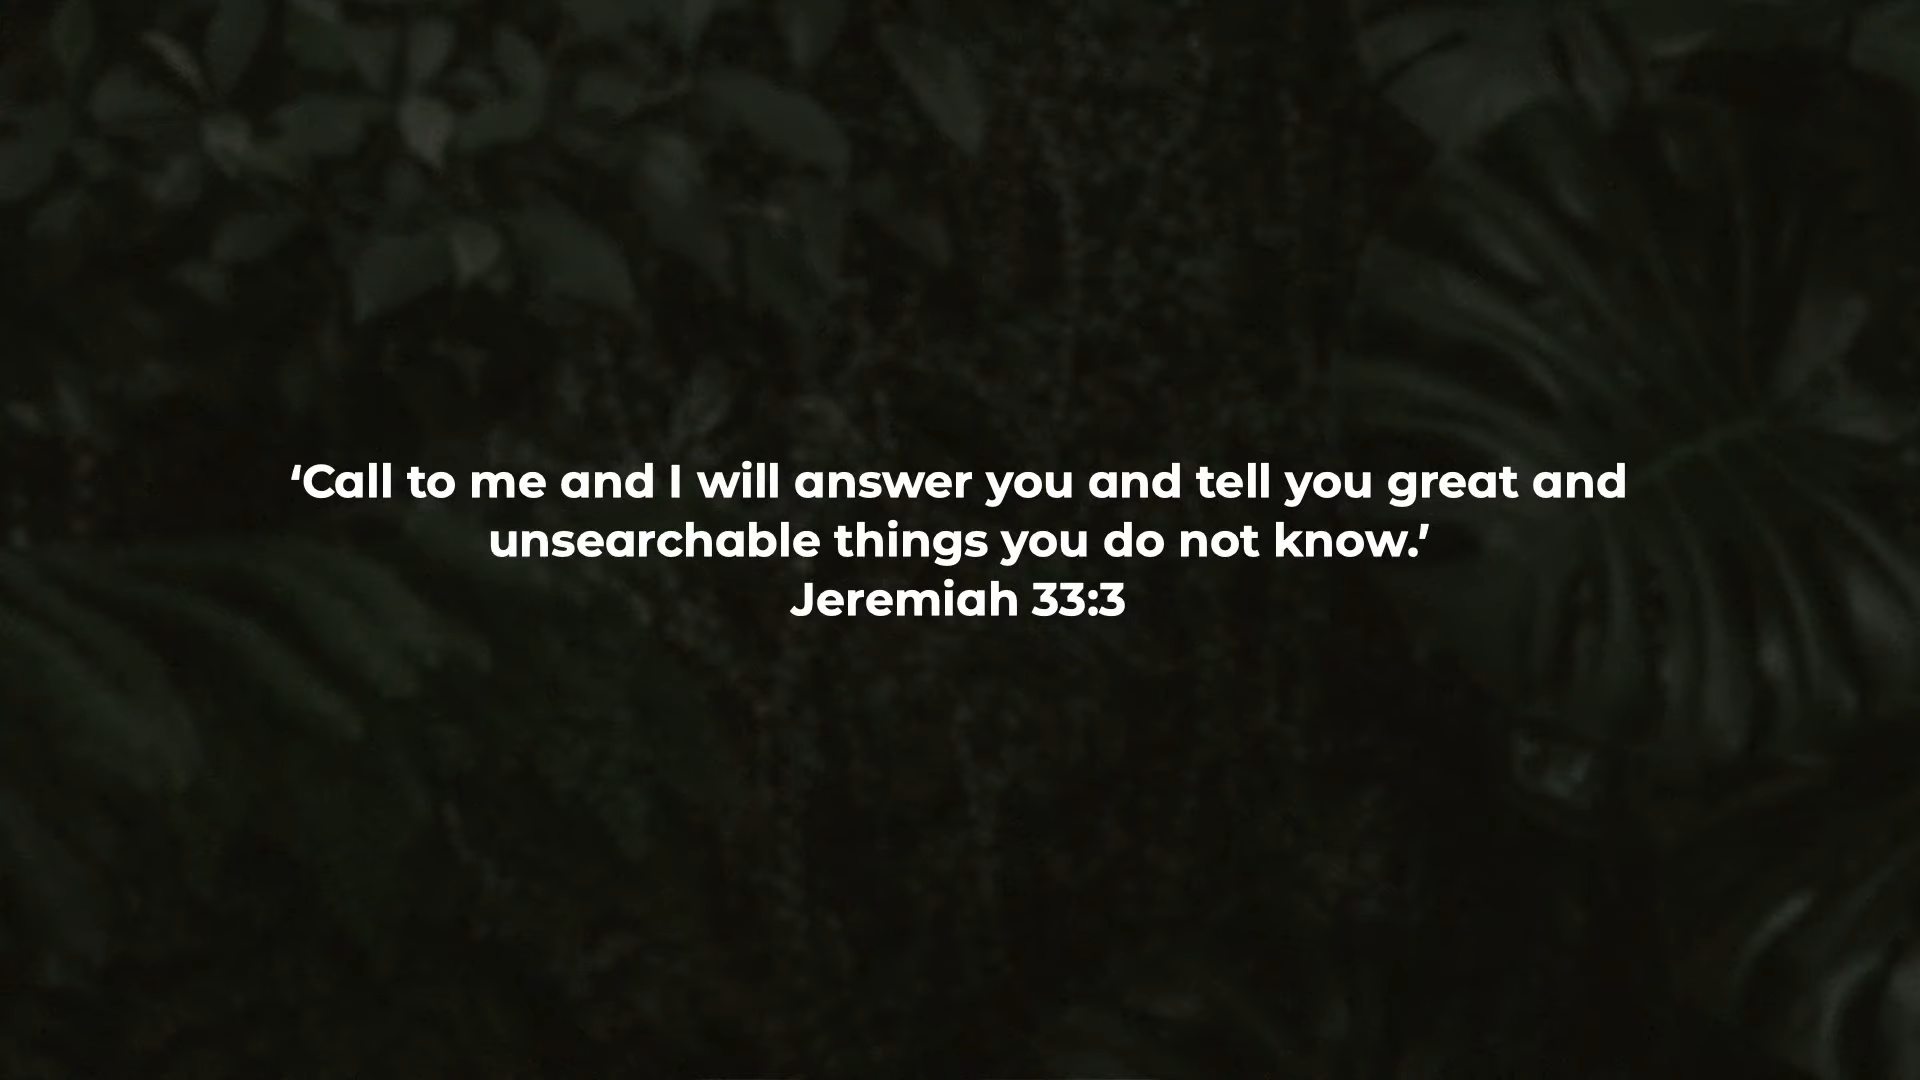 ‘Call to me and I will answer you and tell you great and
unsearchable things you do not know.’
Jeremiah 33:3